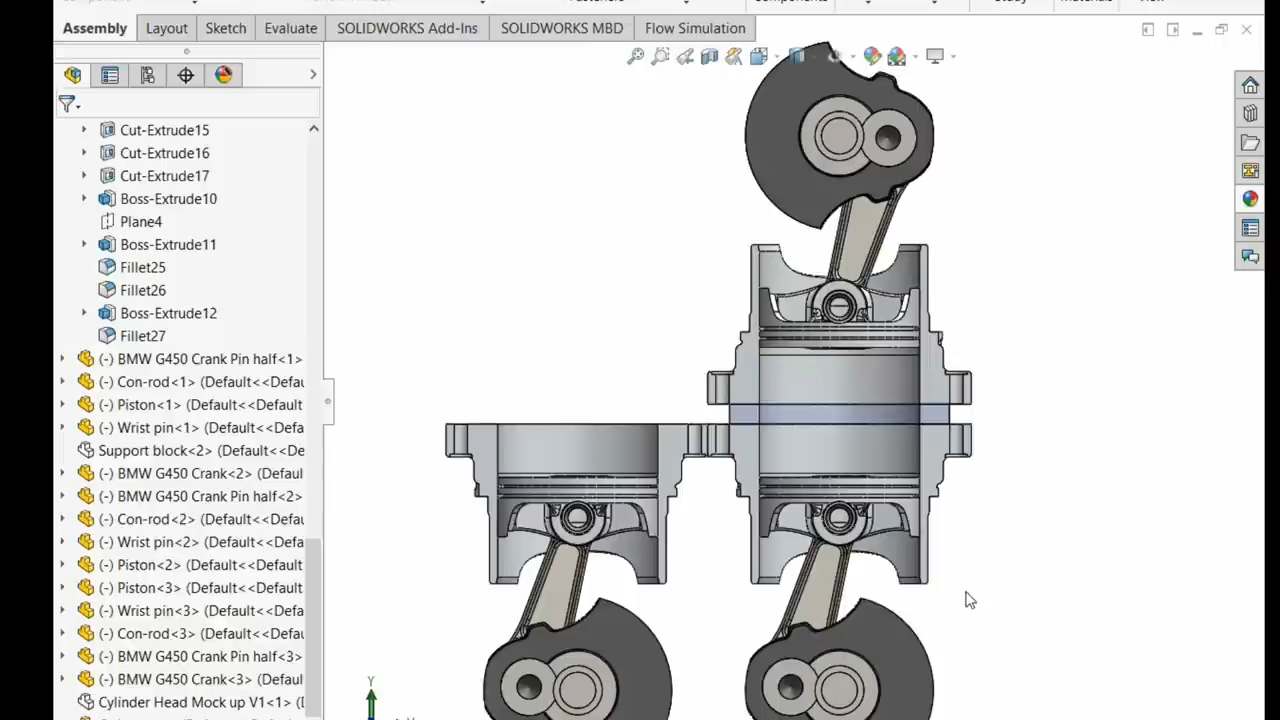 Assembly Layout Sketch Evaluate SOLIDWORKS Add-Ins SOLIDWORKS MBD Flow Simulation
Cut-Extrude15
Cut-Extrude16
Cut-Extrude17
Boss-Extrude10
Plane4
Boss-Extrude11
Fillet25
Fillet26
Boss-Extrude12
Fillet27
(-) BMW G450 Crank Pin half<1>
(-) Con-rod<1> (Default<<Defau
(-) Piston<1> (Default<<Default
(-) Wrist pin<1> (Default<<Defa
Support block<2> (Default<<De
(-) BMW G450 Crank<2> (Defaul
(-) BMW G450 Crank Pin half<2>
(-) Con-rod<2> (Default<<Defau
(-) Wrist pin<2> (Default<<Defa
(-) Piston<2> (Default<<Default
(-) Piston<3> (Default<<Default
(-) Wrist pin<3> (Default<<Defa
(-) Con-rod<3> (Default<<Defau
(-) BMW G450 Crank Pin half<3>
(-) BMW G450 Crank<3> (Defaul
Cylinder Head Mock up V1<1> (
Y